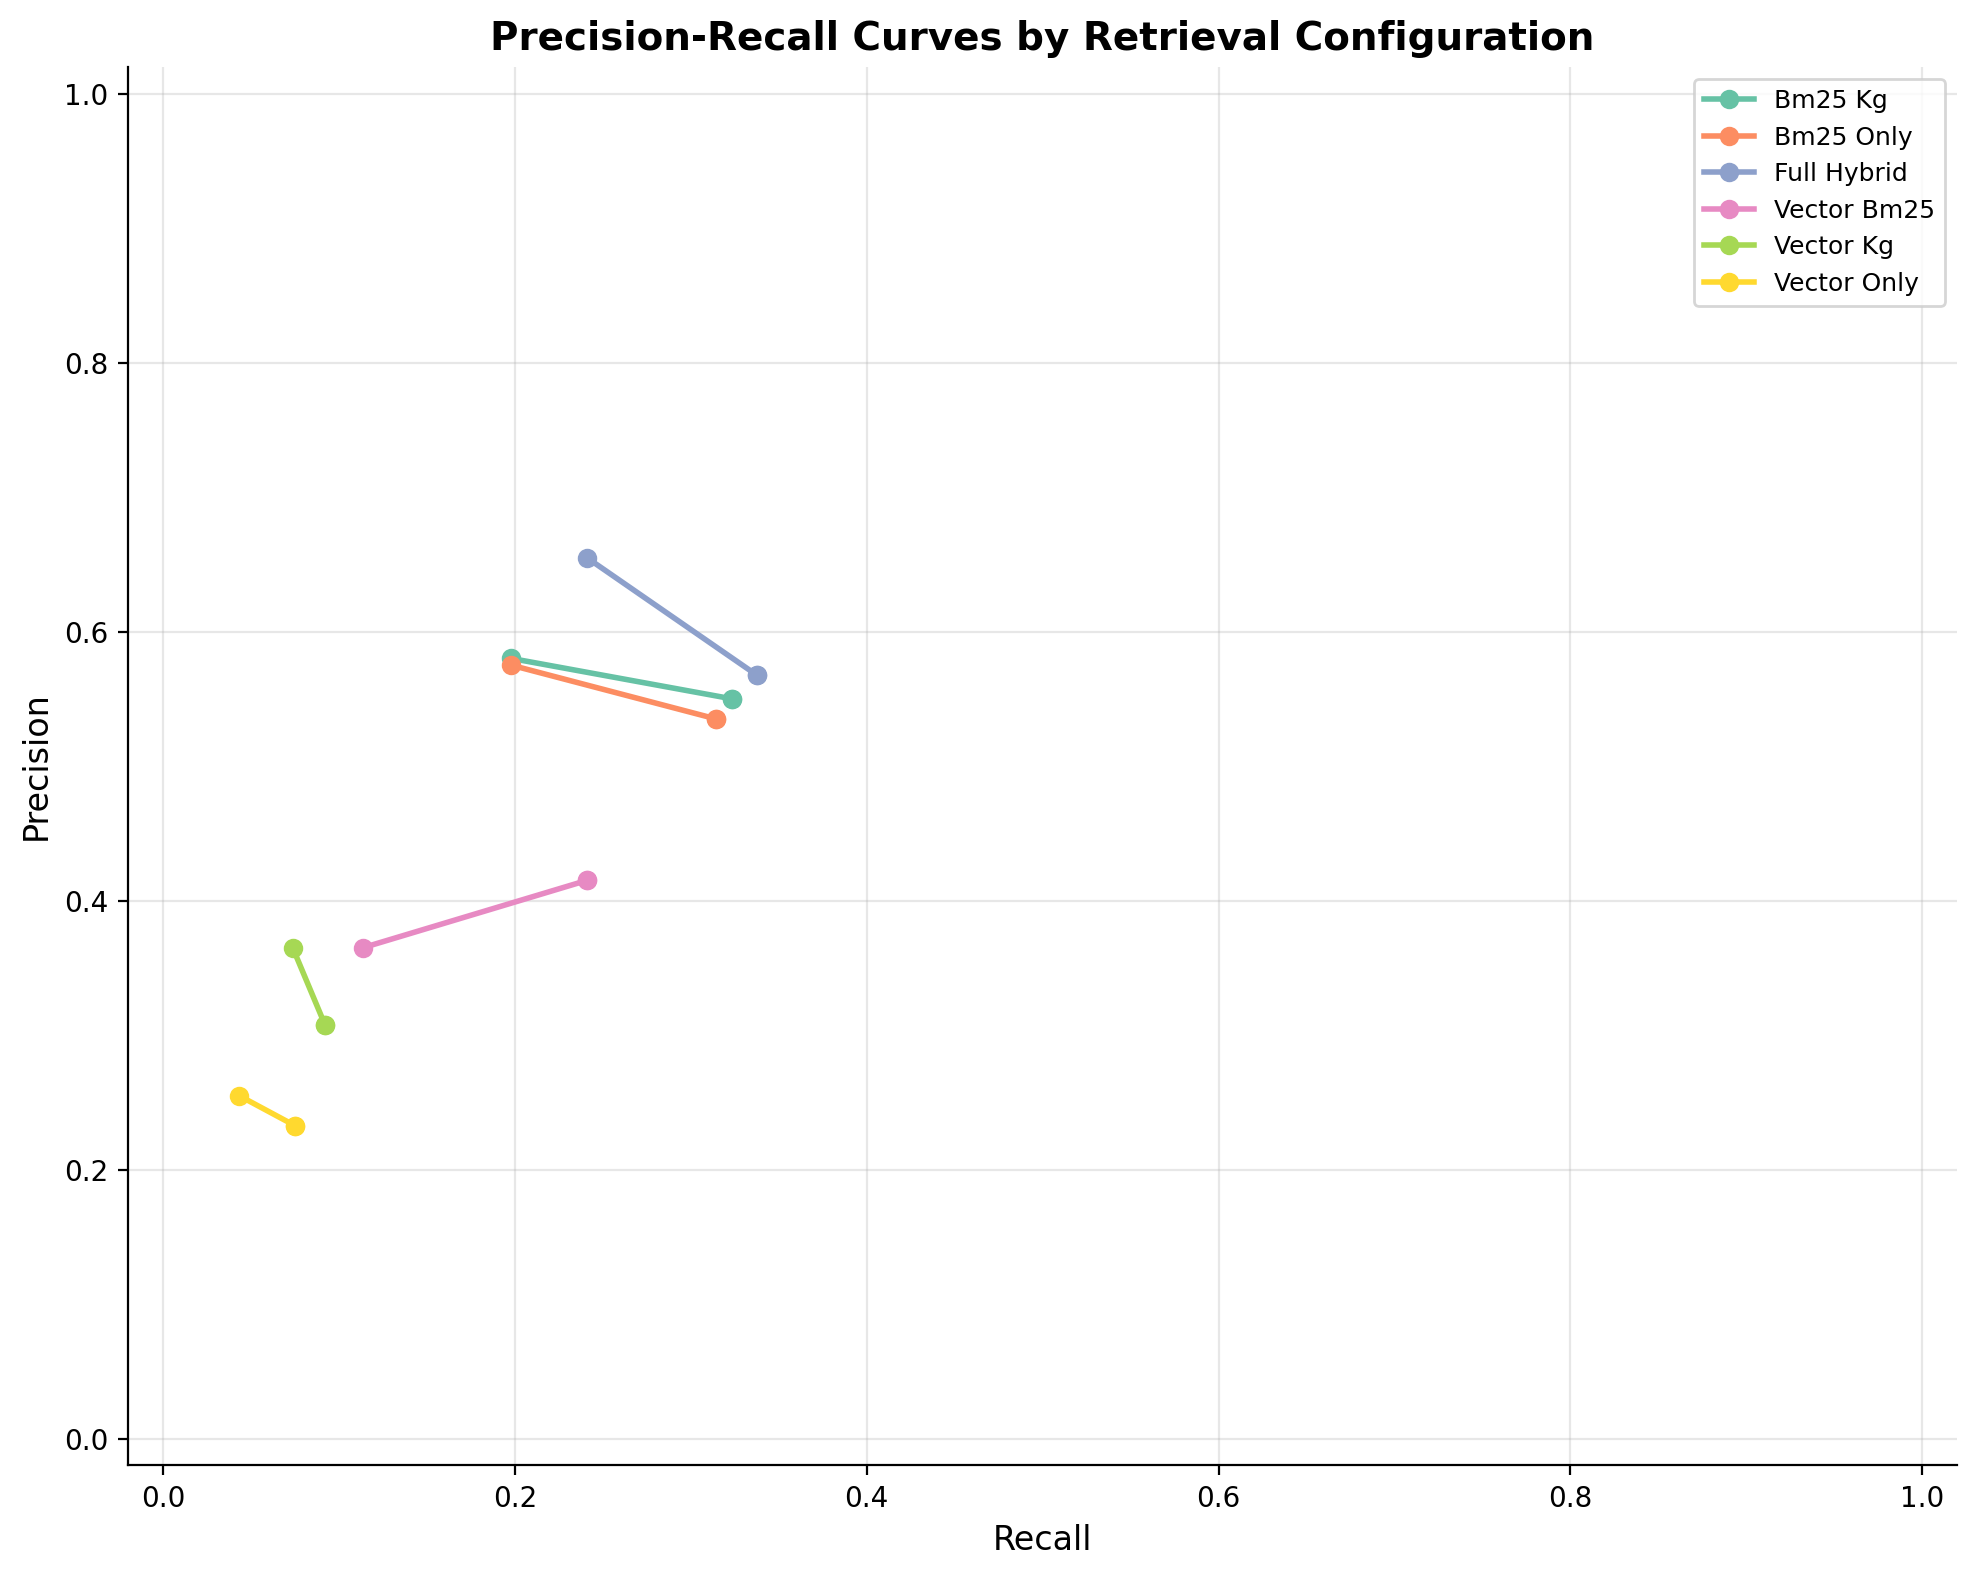 Precision-Recall Curves by Retrieval Configuration
Bm25 Kg
Bm25 Only
Full Hybrid
Vector Bm25
Vector Kg
Vector Only
Precision
1.0
0.8
0.6
0.4
0.2
0.0
0.0 0.2 0.4 0.6 0.8 1.0
Recall